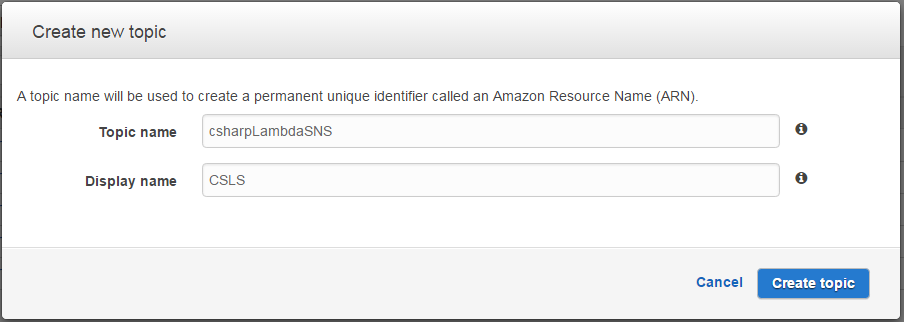 Create new topic
A topic name will be used to create a permanent unique identifier called an Amazon Resource Name (ARN).
Topic name csharpLambdaSNS
Display name CSLS
Cancel Create topic